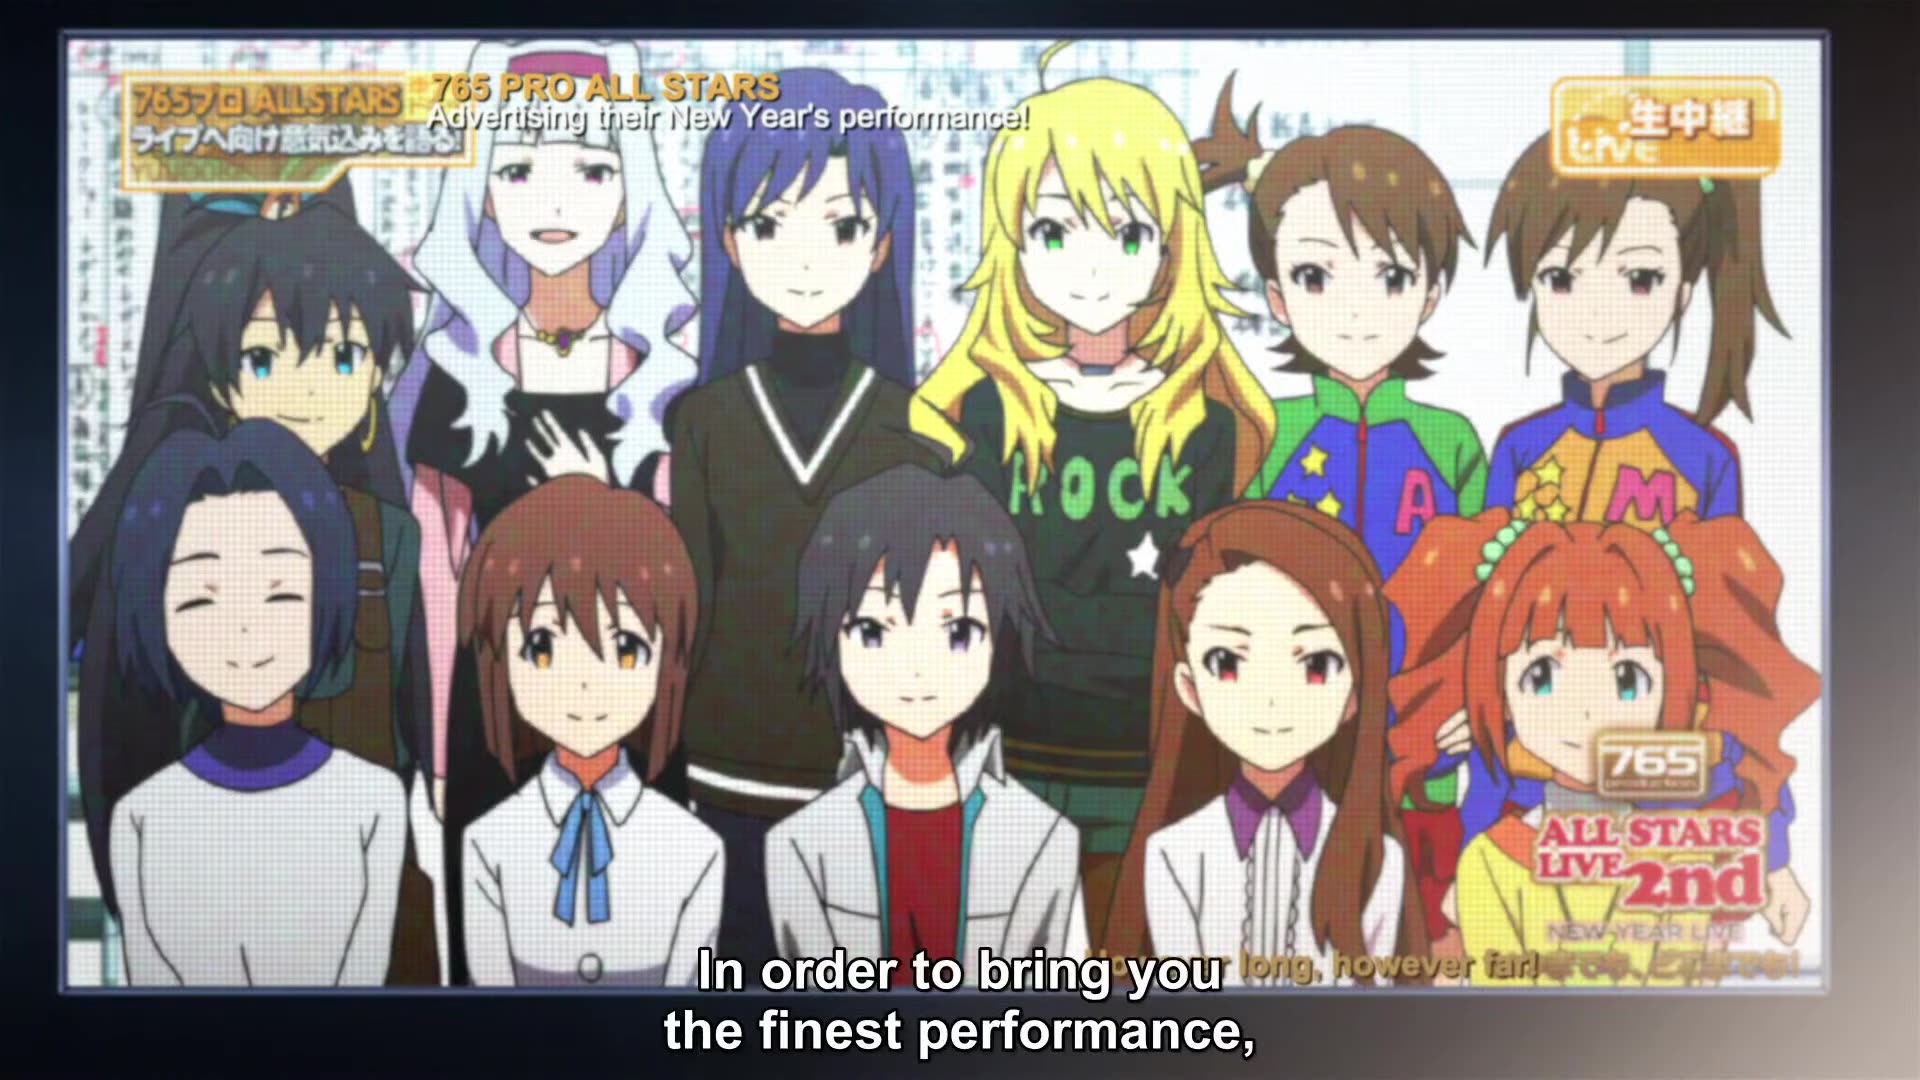 765プロ ALLSTARS
ライブへ向け意気込みを語る!
765 PRO ALL STARS
Advertising their New Year's performance!
Live 生中継
ROCK
A
M
765
ALL STARS
LIVE 2nd
NEW YEAR LIVE
long, however far!
In order to bring you
the finest performance,